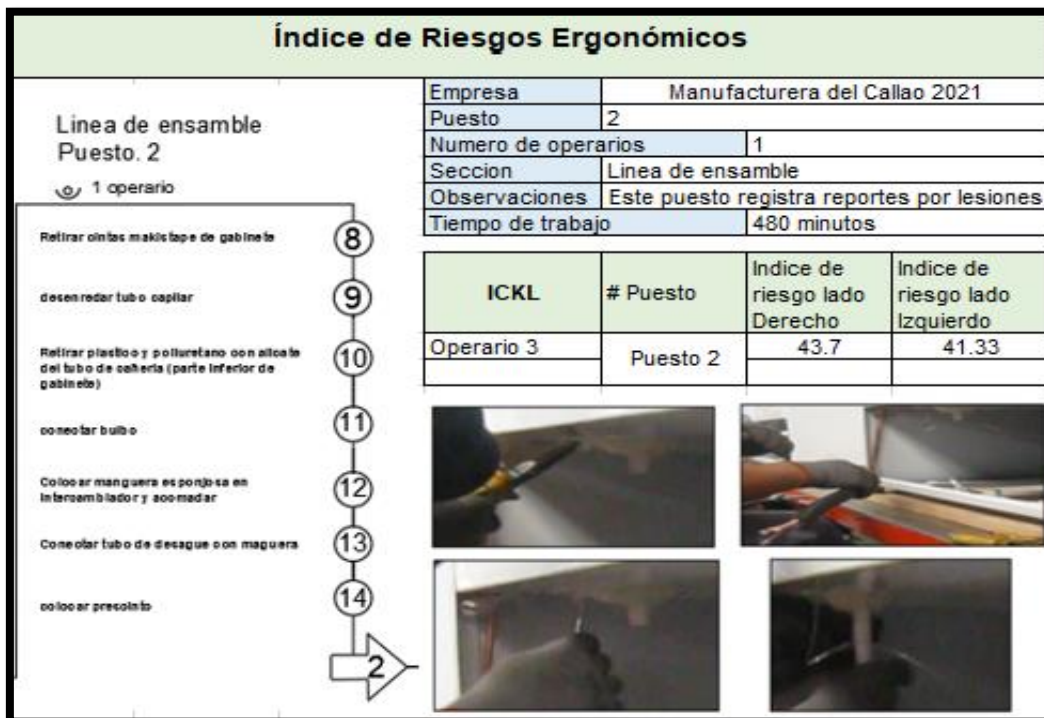 Índice de Riesgos Ergonómicos
Linea de ensamble
Puesto. 2
1 operario
Retirar cintas makistape de gabinete
8
desenredar tubo capilar
9
Retirar plastico y poliuretano con alicate
del tubo de cañeria (parte inferior de
gabinete)
10
conectar bulbo
11
Colocar manguera esponjosa en
intercambiador y acomadar
12
Conectar tubo de desague con maguera
13
colocar prescinto
14
2
Empresa Manufacturera del Callao 2021
Puesto 2
Numero de operarios 1
Seccion Linea de ensamble
Observaciones Este puesto registra reportes por lesiones
Tiempo de trabajo 480 minutos
ICKL # Puesto Indice de riesgo lado Derecho Indice de riesgo lado Izquierdo
Operario 3 Puesto 2 43.7 41.33